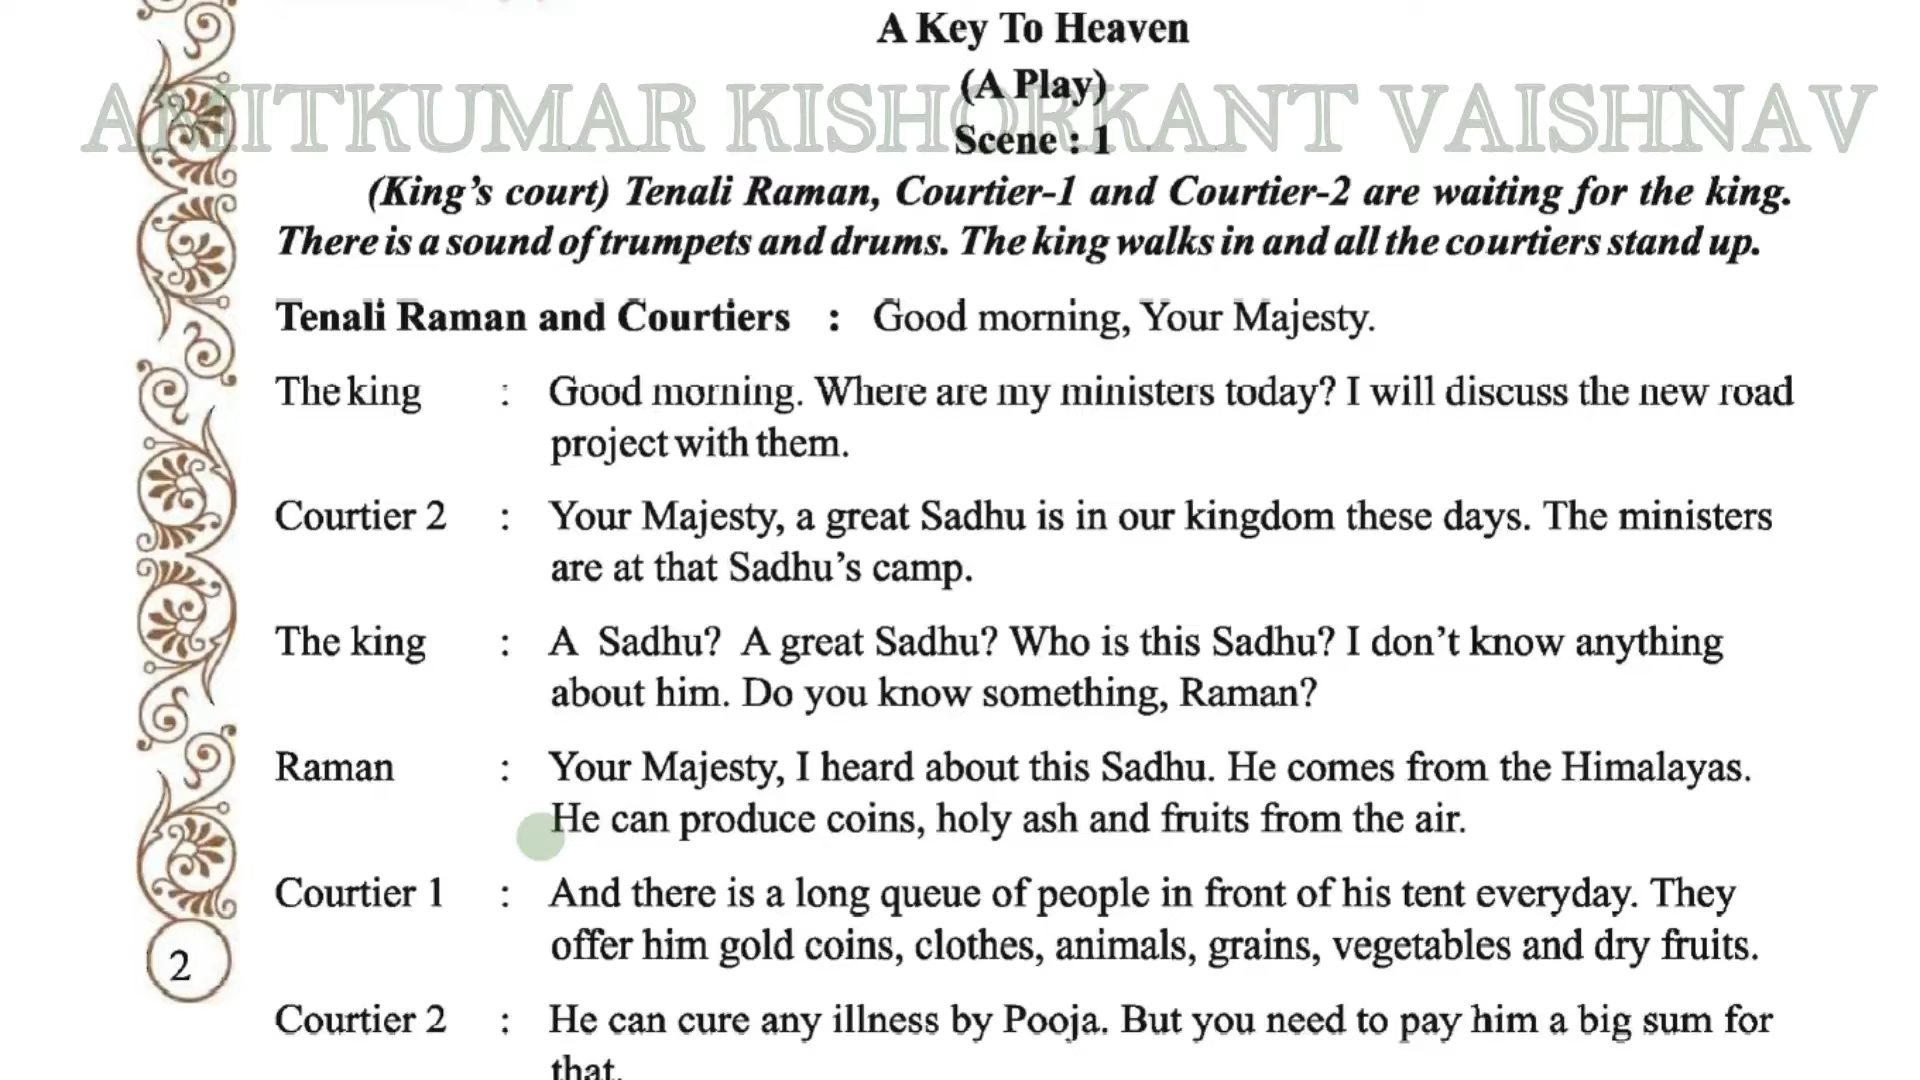 A Key To Heaven
(A Play)
AMITKUMAR KISHORKANT VAISHNAV
Scene : 1
(King's court) Tenali Raman, Courtier-1 and Courtier-2 are waiting for the king.
There is a sound of trumpets and drums. The king walks in and all the courtiers stand up.
Tenali Raman and Courtiers : Good morning, Your Majesty.
The king : Good morning. Where are my ministers today? I will discuss the new road
project with them.
Courtier 2 : Your Majesty, a great Sadhu is in our kingdom these days. The ministers
are at that Sadhu's camp.
The king : A Sadhu? A great Sadhu? Who is this Sadhu? I don't know anything
about him. Do you know something, Raman?
Raman : Your Majesty, I heard about this Sadhu. He comes from the Himalayas.
He can produce coins, holy ash and fruits from the air.
Courtier 1 : And there is a long queue of people in front of his tent everyday. They
offer him gold coins, clothes, animals, grains, vegetables and dry fruits.
2
Courtier 2 : He can cure any illness by Pooja. But you need to pay him a big sum for
that.